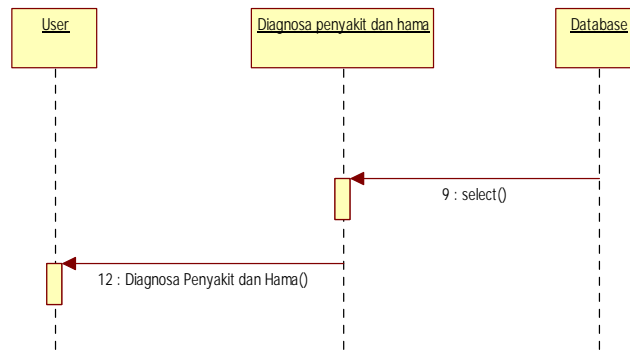 User
Diagnosa penyakit dan hama
Database
9 : select()
12 : Diagnosa Penyakit dan Hama()